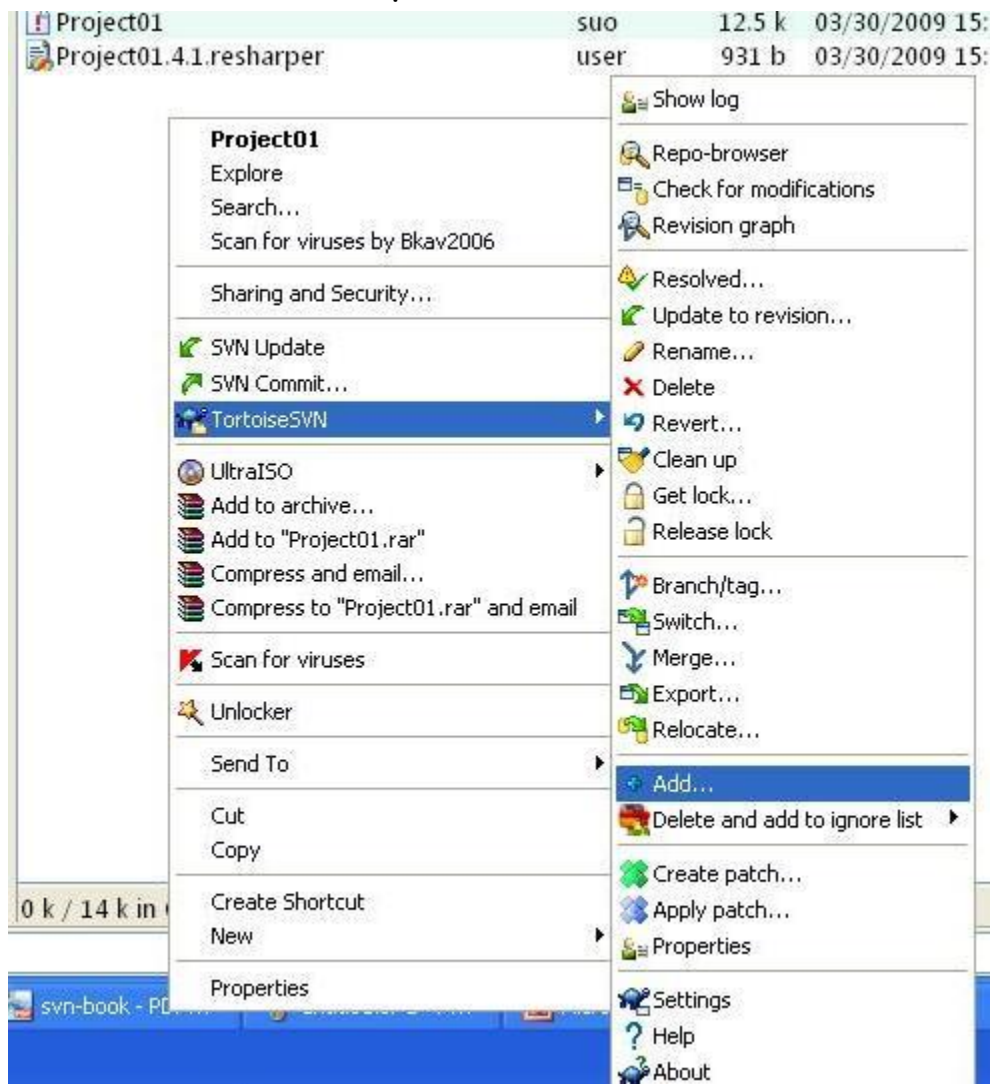 Project01 suo 12.5 k 03/30/2009 15:
Project01.4.1.resharper user 931 b 03/30/2009 15:
Project01
Explore
Search...
Scan for viruses by Bkav2006
Sharing and Security...
SVN Update
SVN Commit...
TortoiseSVN
UltraISO
Add to archive...
Add to "Project01.rar"
Compress and email...
Compress to "Project01.rar" and email
Scan for viruses
Unlocker
Send To
Cut
Copy
Create Shortcut
New
Properties
Show log
Repo-browser
Check for modifications
Revision graph
Resolved...
Update to revision...
Rename...
Delete
Revert...
Clean up
Get lock...
Release lock
Branch/tag...
Switch...
Merge...
Export...
Relocate...
Add...
Delete and add to ignore list
Create patch...
Apply patch...
Properties
Settings
Help
About
0 k / 14 k in
svn-book - PD